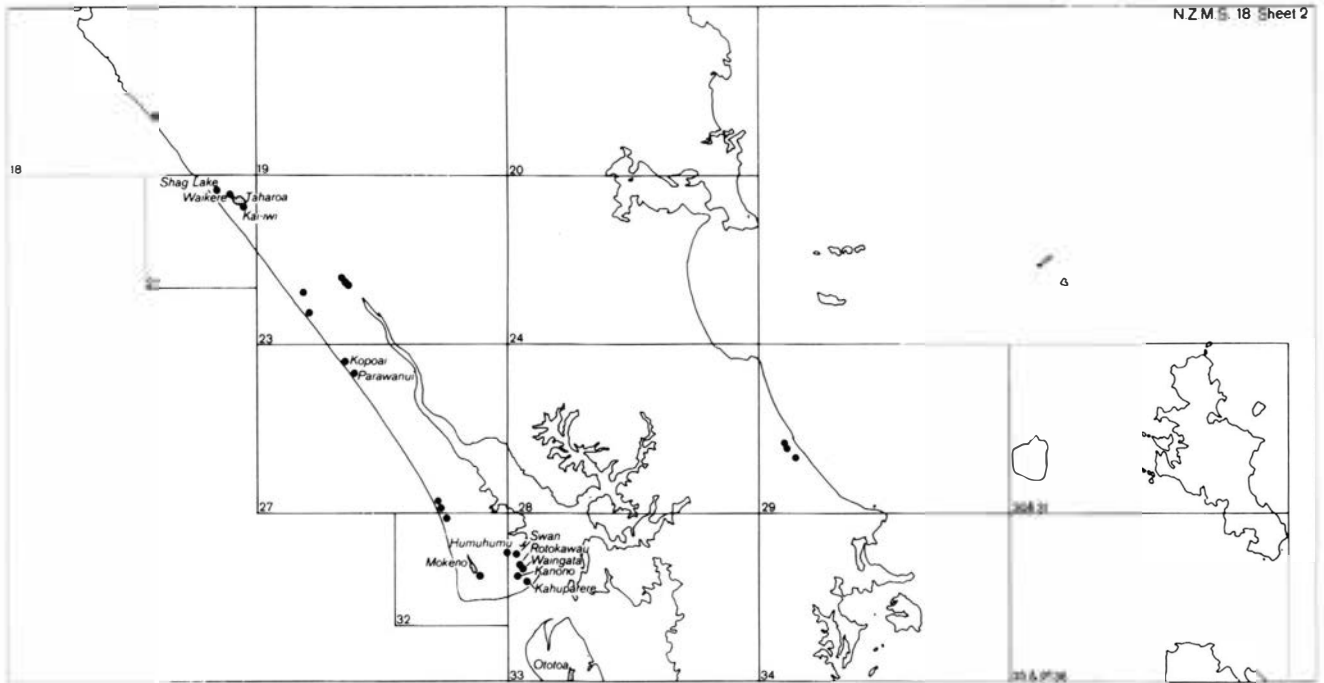 N.Z.M.S. 18 Sheet 2
18
19
20
Shag Lake
Waikere
Taharoa
Kai-iwi
23
24
Kopoai
Parawanui
27
28
29
Humuhumu
Swan
Rotokawau
Waingata
Mokeno
Kanono
Kahuparere
32
Ototoa
33
34